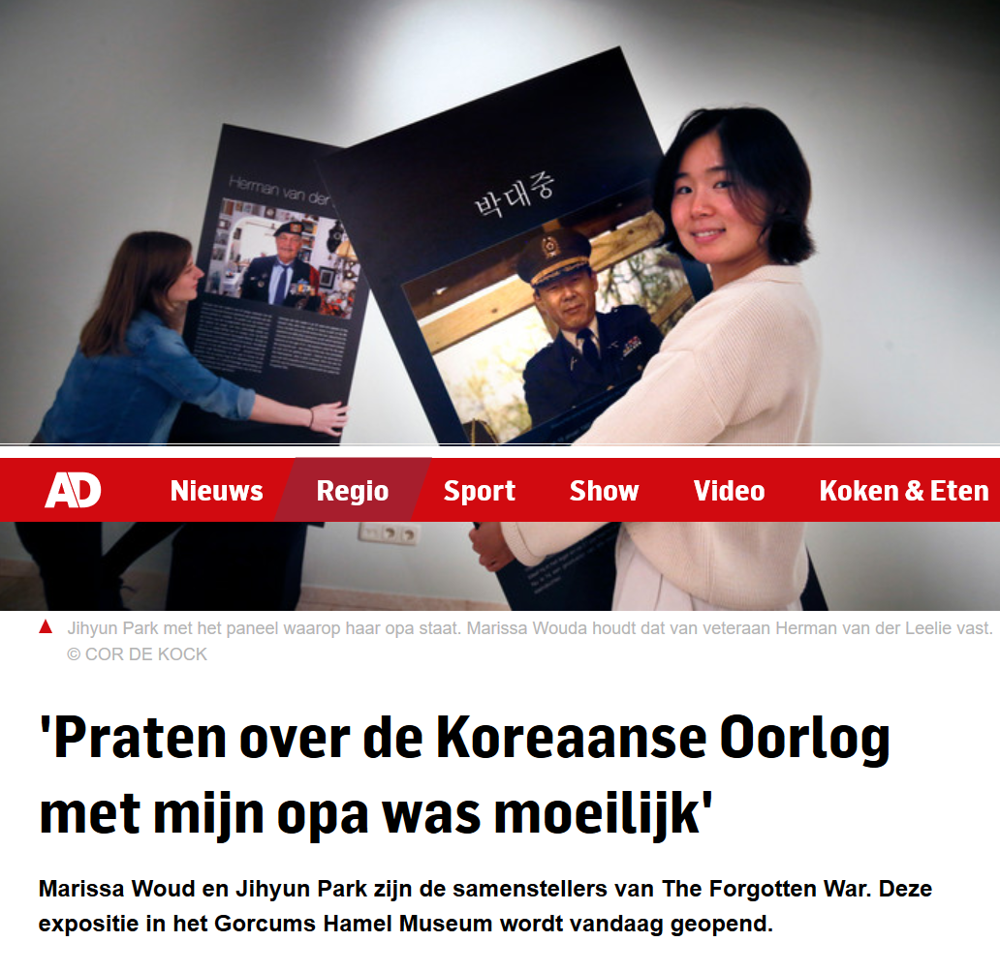 Herman van der
박대중
AD Nieuws Regio Sport Show Video Koken & Eten
Jihyun Park met het paneel waarop haar opa staat. Marissa Wouda houdt dat van veteraan Herman van der Leelie vast.
© COR DE KOCK
'Praten over de Koreaanse Oorlog
met mijn opa was moeilijk'
Marissa Woud en Jihyun Park zijn de samenstellers van The Forgotten War. Deze
expositie in het Gorcums Hamel Museum wordt vandaag geopend.